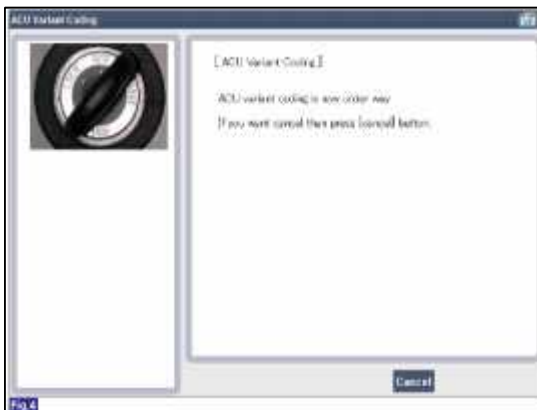 ACU Variant Coding
[ ACU Variant Coding ]
ACU variant coding is now under way
If you want cancel then press [cancel] button.
Cancel
Fig.4